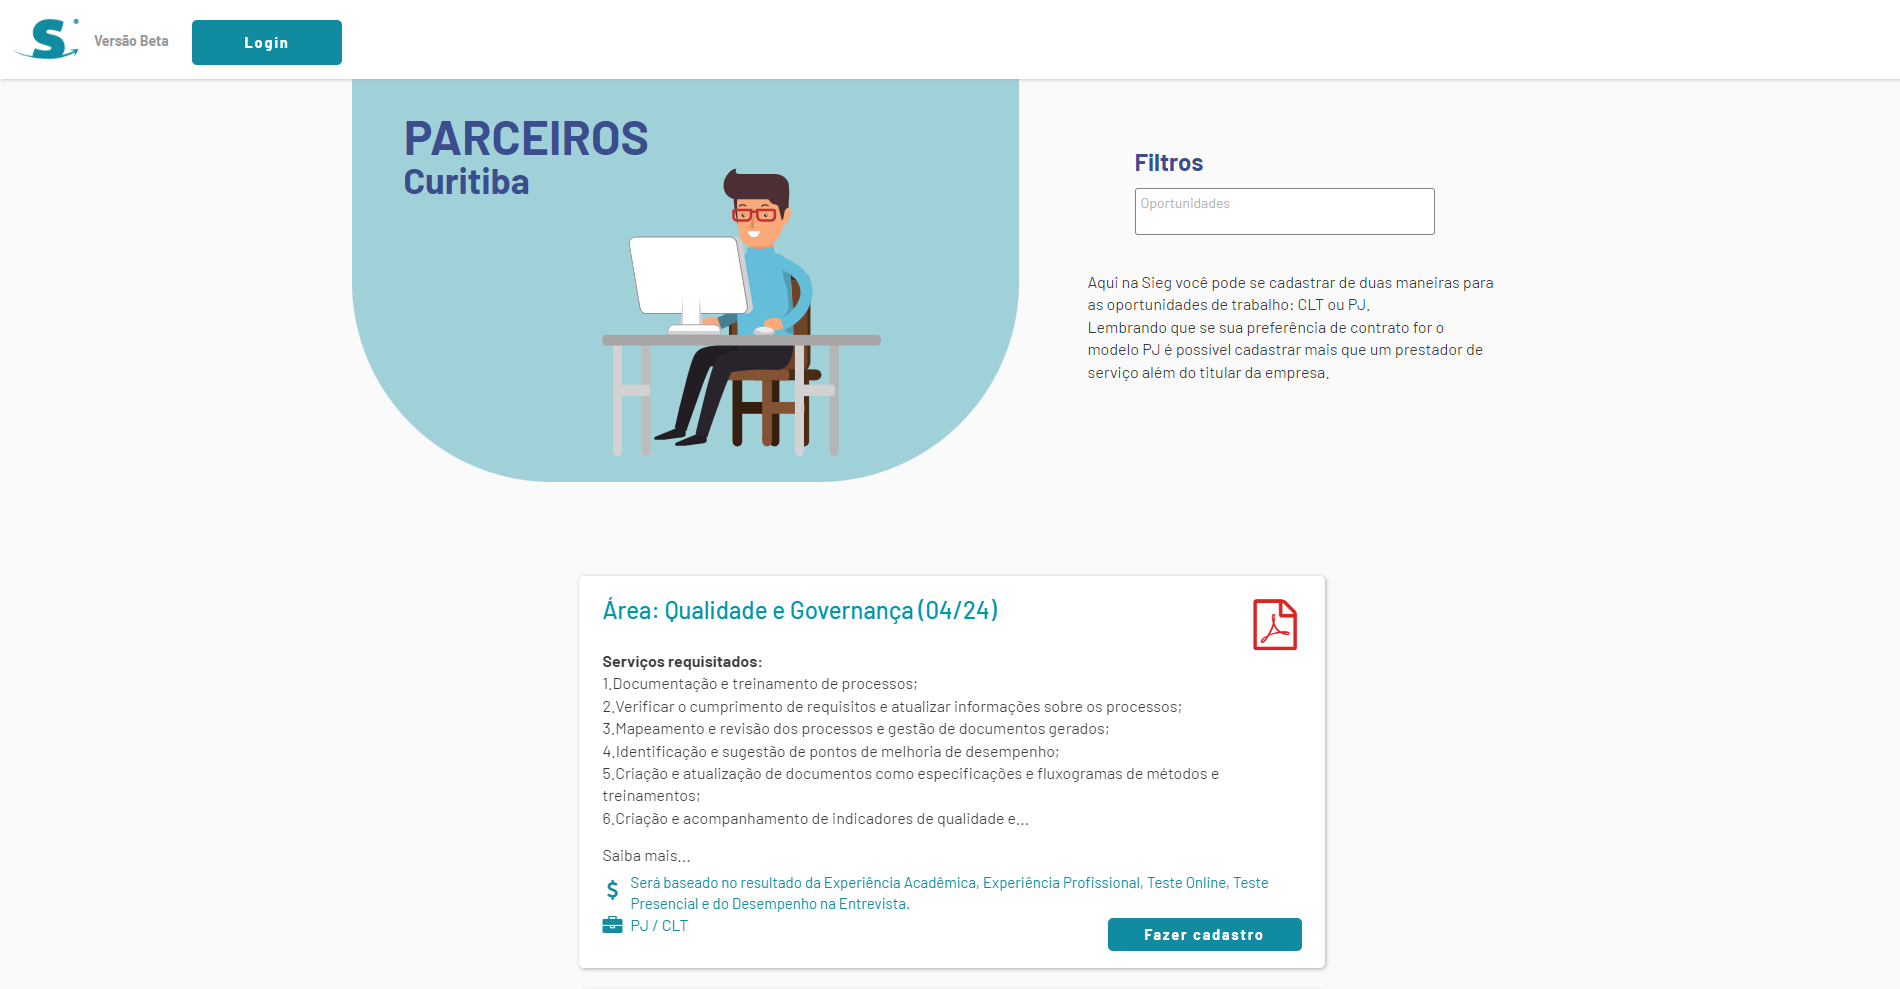 S
Versão Beta
Login
PARCEIROS
Curitiba
Filtros
Oportunidades
Aqui na Sieg você pode se cadastrar de duas maneiras para
as oportunidades de trabalho: CLT ou PJ.
Lembrando que se sua preferência de contrato for o
modelo PJ é possível cadastrar mais que um prestador de
serviço além do titular da empresa.
Área: Qualidade e Governança (04/24)
Serviços requisitados:
1.Documentação e treinamento de processos;
2.Verificar o cumprimento de requisitos e atualizar informações sobre os processos;
3.Mapeamento e revisão dos processos e gestão de documentos gerados;
4.Identificação e sugestão de pontos de melhoria de desempenho;
5.Criação e atualização de documentos como especificações e fluxogramas de métodos e
treinamentos;
6.Criação e acompanhamento de indicadores de qualidade e...
Saiba mais...
$ Será baseado no resultado da Experiência Acadêmica, Experiência Profissional, Teste Online, Teste
Presencial e do Desempenho na Entrevista.
PJ / CLT
Fazer cadastro